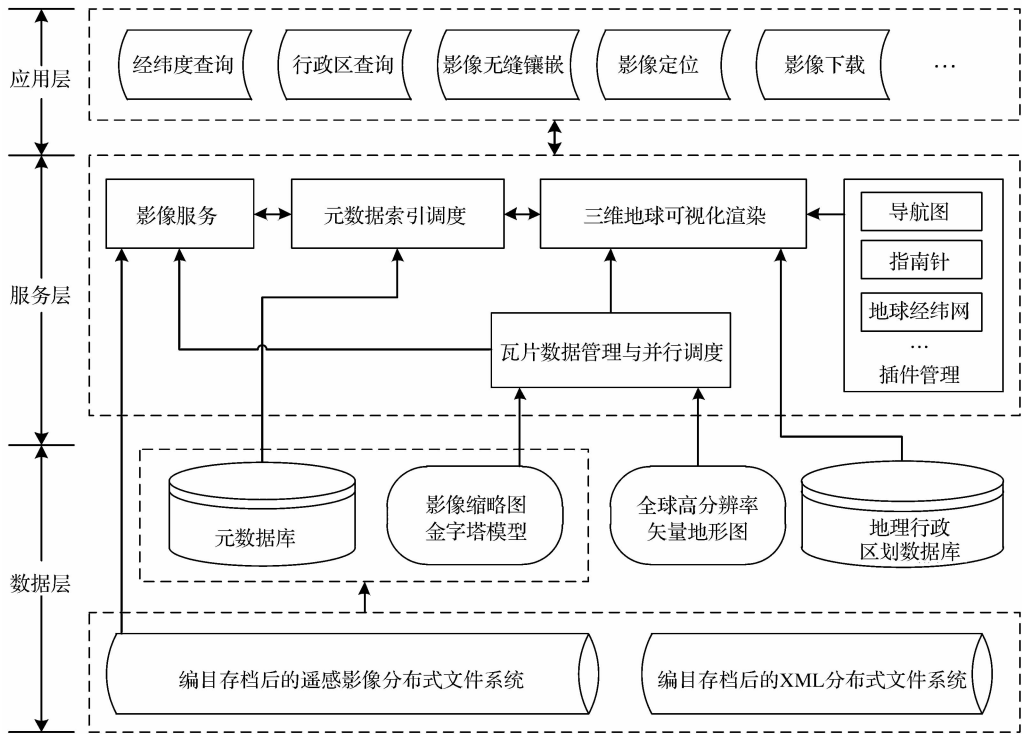 应用层
经纬度查询
行政区查询
影像无缝镶嵌
影像定位
影像下载
…
服务层
影像服务
元数据索引调度
三维地球可视化渲染
导航图
指南针
地球经纬网
…
插件管理
瓦片数据管理与并行调度
数据层
元数据库
影像缩略图
金字塔模型
全球高分辨率
矢量地形图
地理行政
区划数据库
编目存档后的遥感影像分布式文件系统
编目存档后的XML分布式文件系统